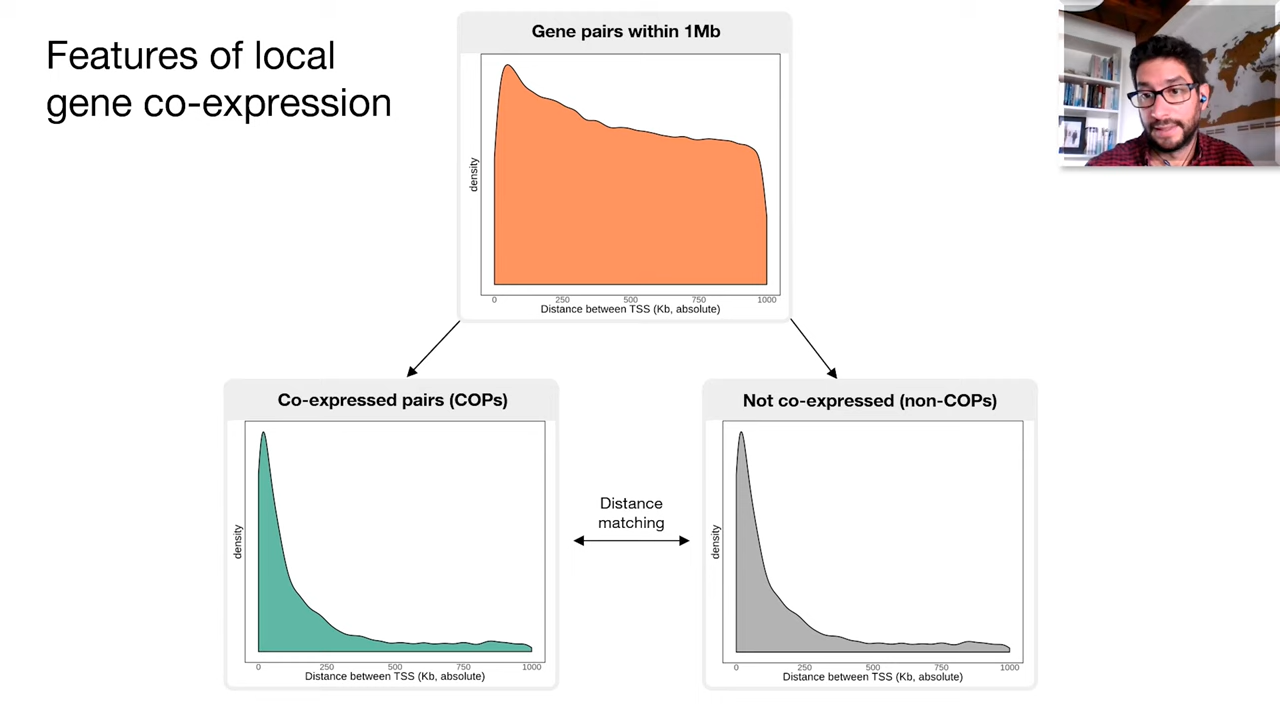 Features of local
gene co-expression
Gene pairs within 1Mb
density
0 250 500 750 1000
Distance between TSS (Kb, absolute)
Co-expressed pairs (COPs)
density
0 250 500 750 1000
Distance between TSS (Kb, absolute)
Distance
matching
Not co-expressed (non-COPs)
density
0 250 500 750 1000
Distance between TSS (Kb, absolute)